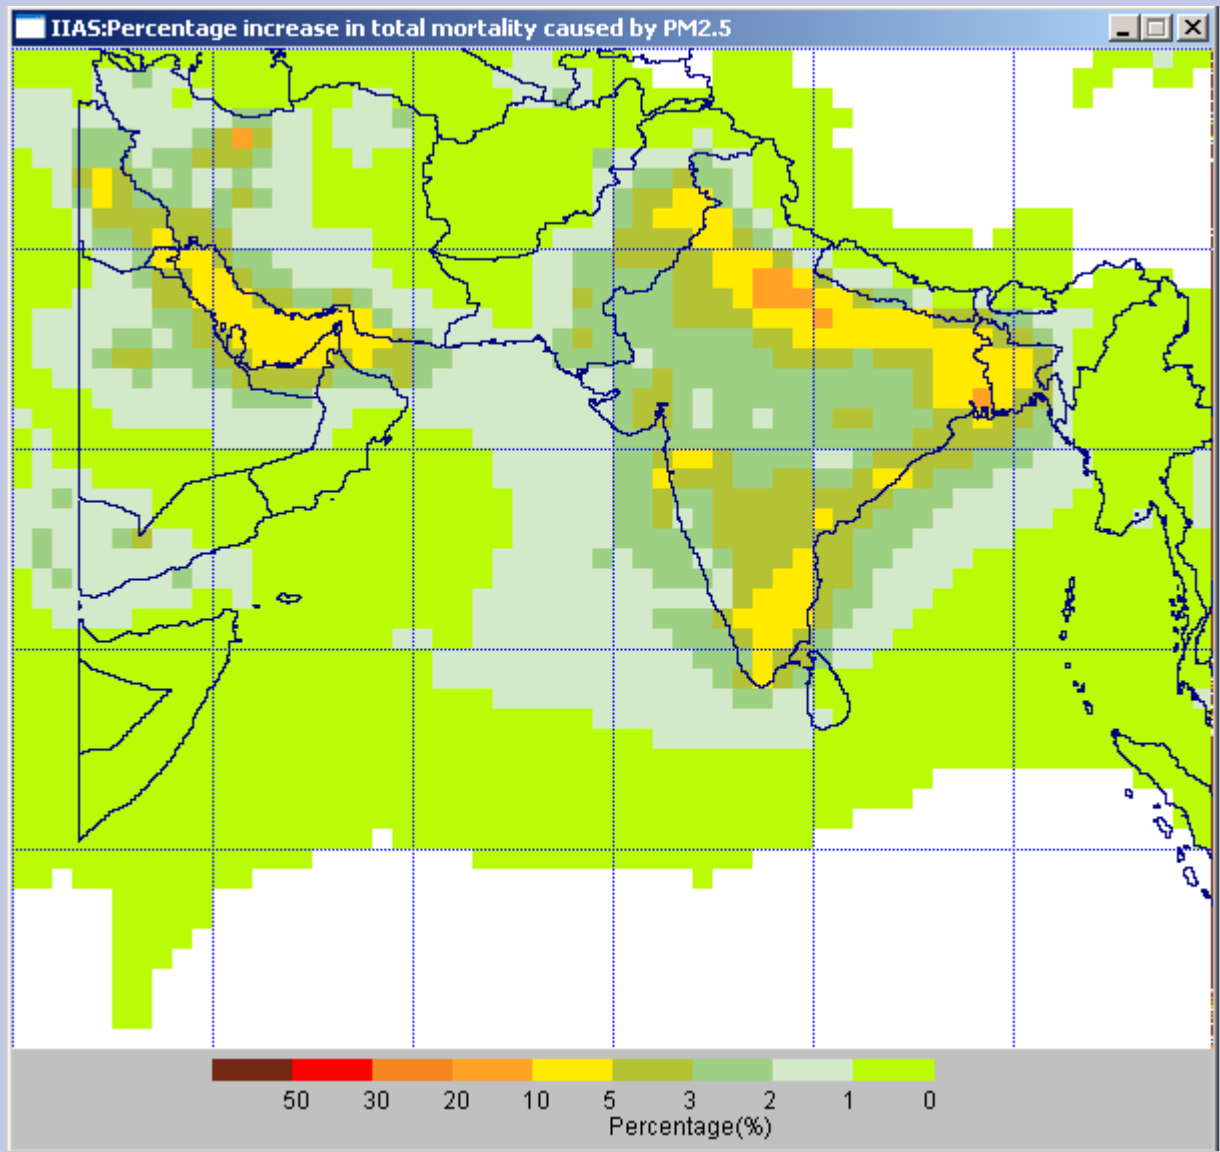 IIAS:Percentage increase in total mortality caused by PM2.5
50 30 20 10 5 3 2 1 0
Percentage(%)